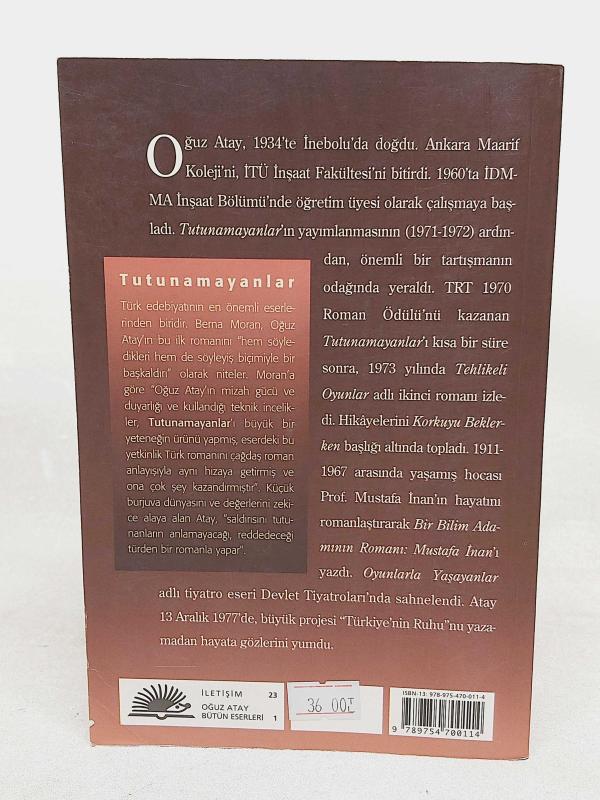 Oğuz Atay, 1934'te İnebolu'da doğdu. Ankara Maarif
Koleji'ni, İTÜ İnşaat Fakültesi'ni bitirdi. 1960'ta İDM-
MA İnşaat Bölümü'nde öğretim üyesi olarak çalışmaya baş-
ladı. Tutunamayanlar'ın yayımlanmasının (1971-1972) ardın-
dan, önemli bir tartışmanın
odağında yeraldı. TRT 1970
Roman Ödülü'nü kazanan
Tutunamayanlar'ı kısa bir süre
sonra, 1973 yılında Tehlikeli
Oyunlar adlı ikinci romanı izle-
di. Hikâyelerini Korkuyu Bekler-
ken başlığı altında topladı. 1911-
1967 arasında yaşamış hocası
Prof. Mustafa İnan'ın hayatını
romanlaştırarak Bir Bilim Ada-
mının Romanı: Mustafa İnan'ı
yazdı. Oyunlarla Yaşayanlar
adlı tiyatro eseri Devlet Tiyatroları'nda sahnelendi. Atay
13 Aralık 1977'de, büyük projesi "Türkiye'nin Ruhu"nu yaza-
madan hayata gözlerini yumdu.
Tutunamayanlar
Türk edebiyatının en önemli eserle-
rinden biridir. Berna Moran, Oğuz
Atay'ın bu ilk romanını "hem söyle-
dikleri hem de söyleyiş biçimiyle bir
başkaldırı" olarak niteler. Moran'a
göre "Oğuz Atay'ın mizah gücü ve
duyarlığı ve kullandığı teknik incelik-
ler, Tutunamayanlar'ı büyük bir
yeteneğin ürünü yapmış, eserdeki bu
yetkinlik Türk romanını çağdaş roman
anlayışıyla aynı hizaya getirmiş ve
ona çok şey kazandırmıştır". Küçük
burjuva dünyasını ve değerlerini zeki-
ce alaya alan Atay, "saldırısını tutu-
nanların anlamayacağı, reddedeceği
türden bir romanla yapar".
İLETİŞİM 23
OĞUZ ATAY
BÜTÜN ESERLERİ 1
36 00
ISBN-13: 978-975-470-011-4
9 789754 700114